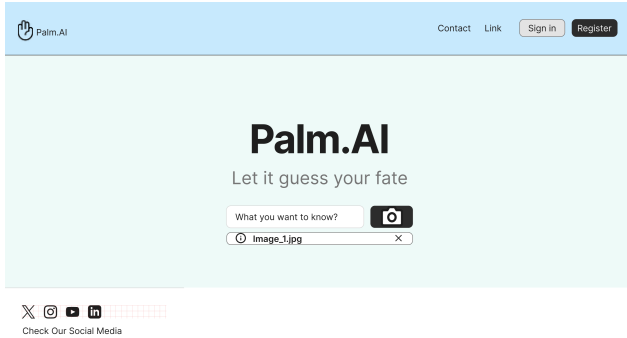 Palm.AI
Contact Link Sign in Register
Palm.AI
Let it guess your fate
What you want to know?
Image_1.jpg
Check Our Social Media